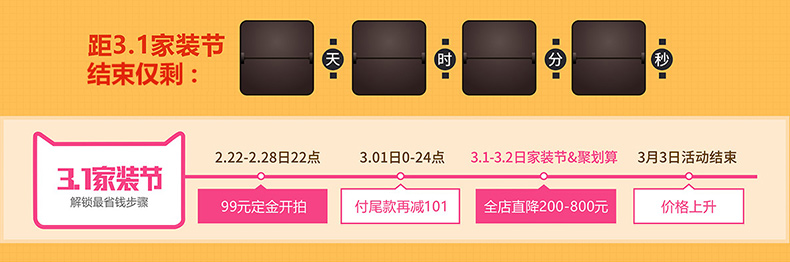 距3.1家装节
结束仅剩：
天
时
分
秒
3.1家装节
解锁最省钱步骤
2.22-2.28日22点
99元定金开拍
3.01日0-24点
付尾款再减101
3.1-3.2日家装节&聚划算
全店直降200-800元
3月3日活动结束
价格上升